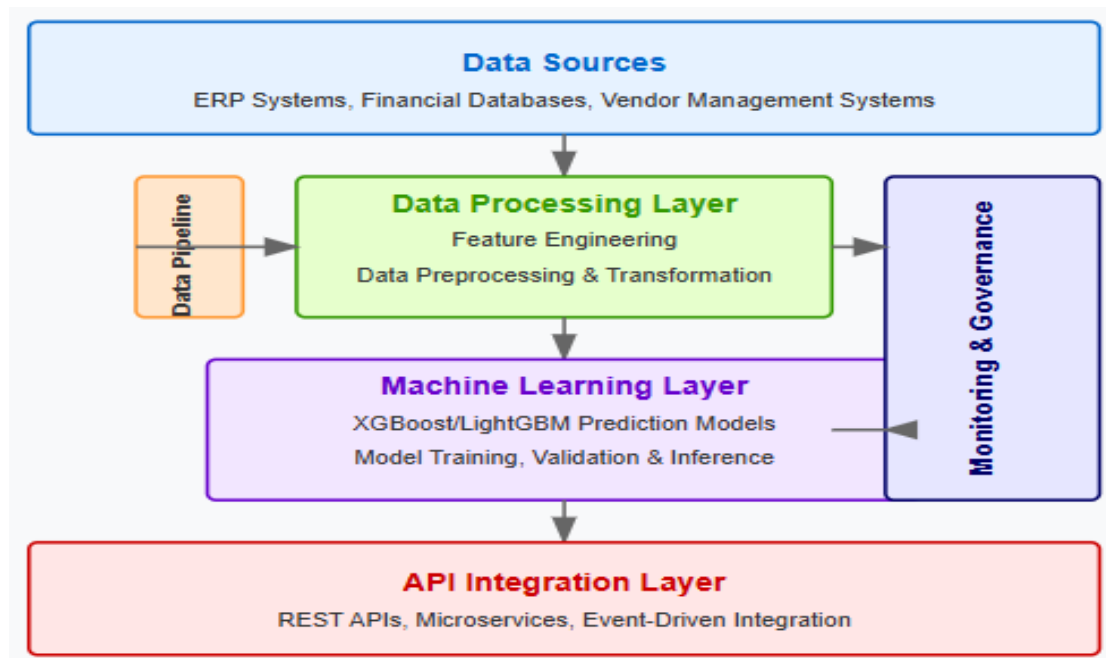 Data Sources
ERP Systems, Financial Databases, Vendor Management Systems
Data Pipeline
Data Processing Layer
Feature Engineering
Data Preprocessing & Transformation
Monitoring & Governance
Machine Learning Layer
XGBoost/LightGBM Prediction Models
Model Training, Validation & Inference
API Integration Layer
REST APIs, Microservices, Event-Driven Integration